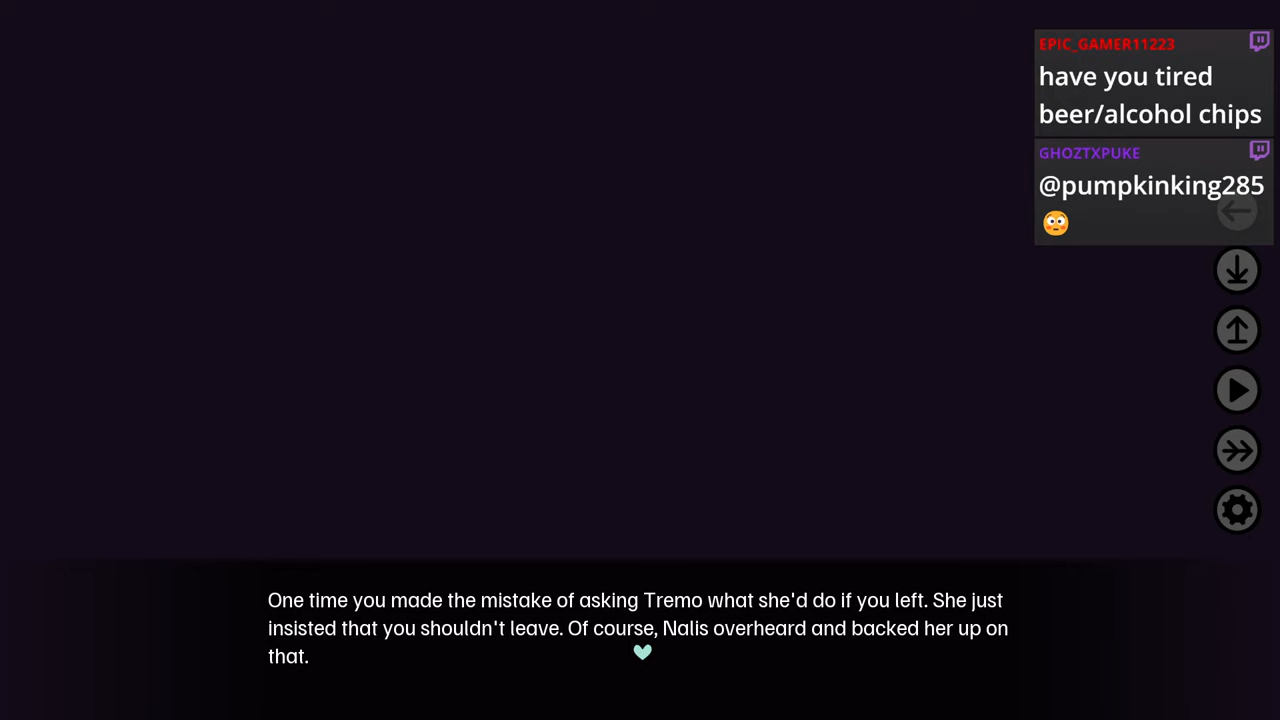 EPIC_GAMER11223
have you tired
beer/alcohol chips
GHOZTXPUKE
@pumpkinking285
😳
One time you made the mistake of asking Tremo what she'd do if you left. She just
insisted that you shouldn't leave. Of course, Nalis overheard and backed her up on
that.